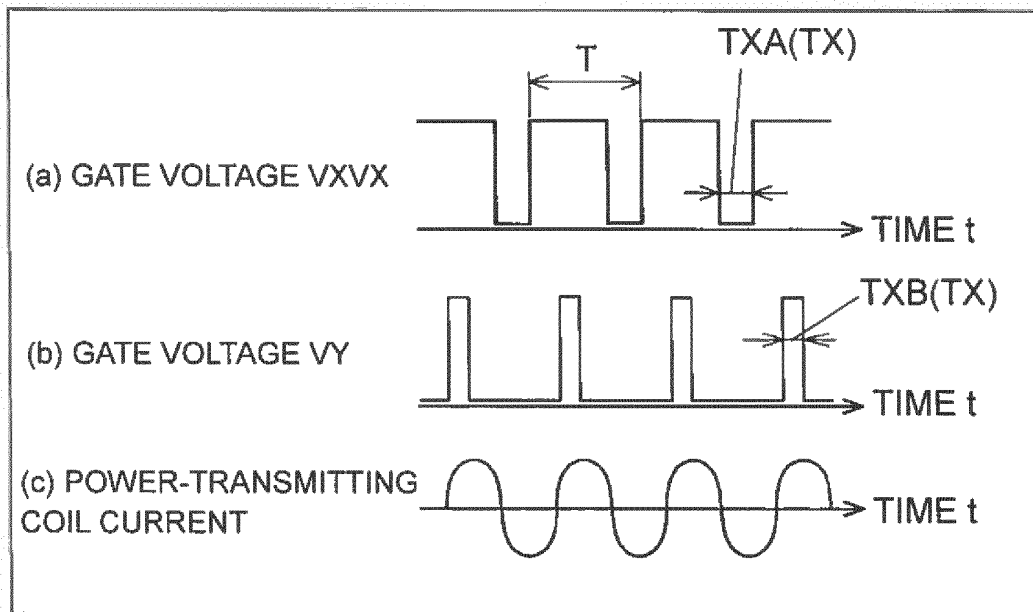 TXA(TX)
T
(a) GATE VOLTAGE VXVX
TIME t
TXB(TX)
(b) GATE VOLTAGE VY
TIME t
(c) POWER-TRANSMITTING
COIL CURRENT
TIME t